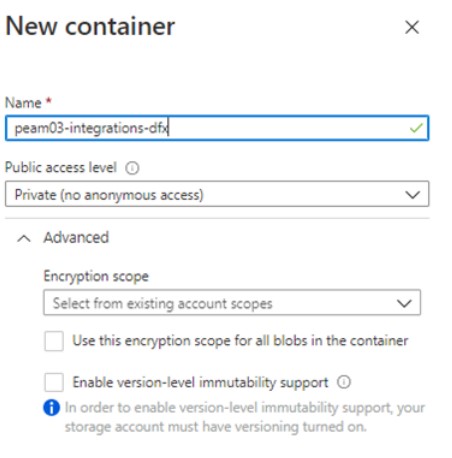 New container
Name *
peam03-integrations-dfx
Public access level
Private (no anonymous access)
Advanced
Encryption scope
Select from existing account scopes
Use this encryption scope for all blobs in the container
Enable version-level immutability support
In order to enable version-level immutability support, your
storage account must have versioning turned on.